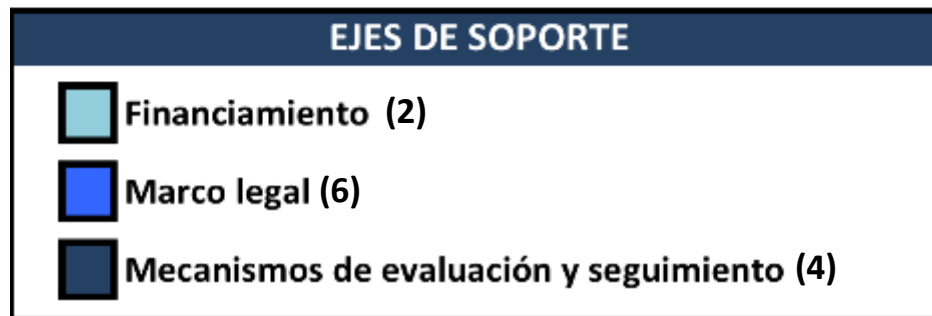 EJES DE SOPORTE
Financiamiento (2)
Marco legal (6)
Mecanismos de evaluación y seguimiento (4)